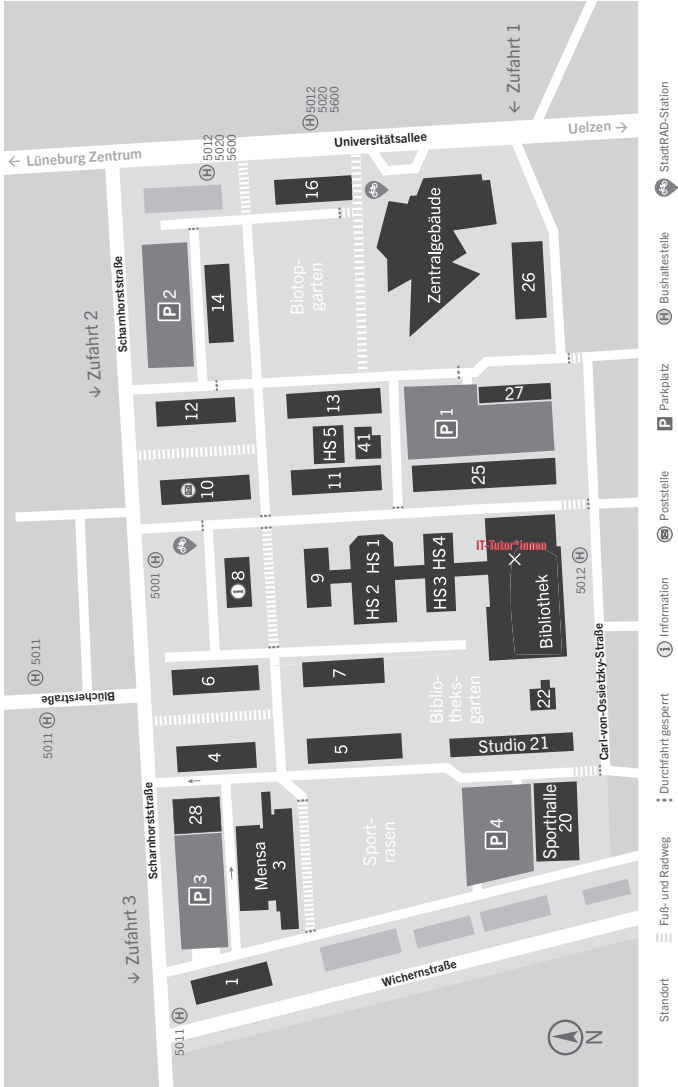 ← Zufahrt 1
← Lüneburg Zentrum
Universitätsallee
Uelzen →
H 5012
5020
5600
H 5012
5020
5600
16
Scharnhorststraße
← Zufahrt 2
P 2
14
Biotop-
garten
Zentralgebäude
26
12
13
HS 5
41
11
10
P 1
27
25
5001 H
i 8
9
HS 1
HS 2
HS 4
HS 3
IT-Tutor*innen
Bibliothek
5012 H
Carl-von-Ossietzky-Straße
H 5011
5011 H
Blücherstraße
6
7
Biblio-
theks-
garten
22
4
5
Studio 21
Scharnhorststraße
28
P 3
Mensa
3
Sport-
rasen
P 4
Sporthalle
20
← Zufahrt 3
1
Wichernstraße
5011 H
N
Standort
Fuß- und Radweg
Durchfahrt gesperrt
i Information
Poststelle
P Parkplatz
H Bushaltestelle
StadtRAD-Station